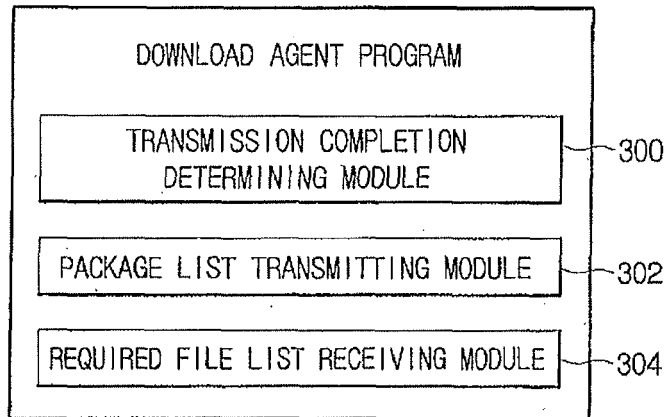 DOWNLOAD AGENT PROGRAM
TRANSMISSION COMPLETION
DETERMINING MODULE
300
PACKAGE LIST TRANSMITTING MODULE
302
REQUIRED FILE LIST RECEIVING MODULE
304